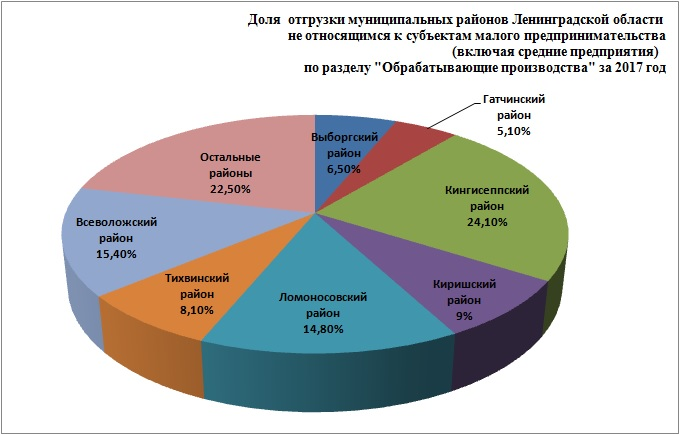 Доля отгрузки муниципальных районов Ленинградской области
не относящимся к субъектам малого предпринимательства
(включая средние предприятия)
по разделу "Обрабатывающие производства" за 2017 год
Гатчинский
район
5,10%
Выборгский
район
6,50%
Остальные
районы
22,50%
Кингисеппский
район
24,10%
Всеволожский
район
15,40%
Тихвинский
район
8,10%
Ломоносовский
район
14,80%
Киришский
район
9%